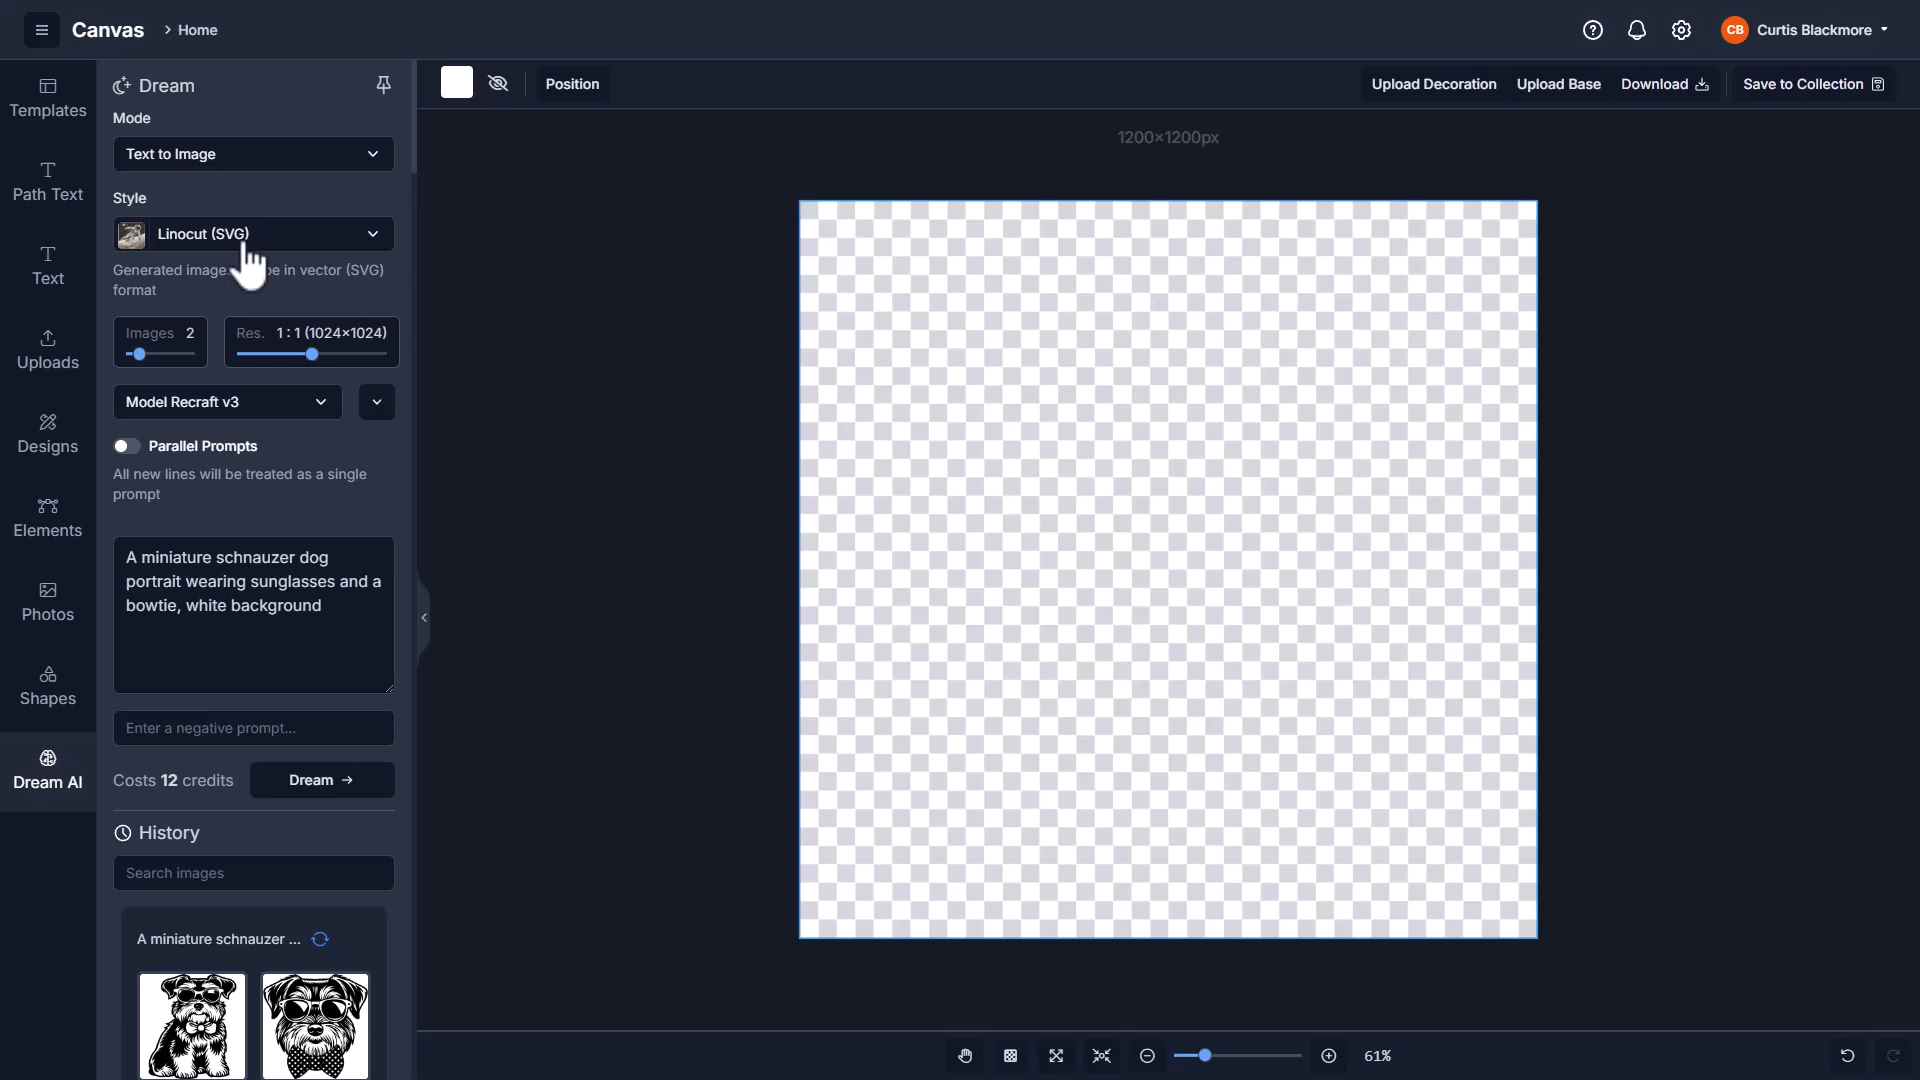 Canvas > Home
CB Curtis Blackmore
Templates
Path Text
Text
Uploads
Designs
Elements
Photos
Shapes
Dream AI
Dream
Mode
Text to Image
Style
Linocut (SVG)
Generated image be in vector (SVG)
format
Images 2
Res. 1:1 (1024×1024)
Model Recraft v3
Parallel Prompts
All new lines will be treated as a single
prompt
A miniature schnauzer dog
portrait wearing sunglasses and a
bowtie, white background
Enter a negative prompt...
Costs 12 credits
Dream →
History
Search images
A miniature schnauzer ...
Position
Upload Decoration
Upload Base
Download
Save to Collection
1200×1200px
61%